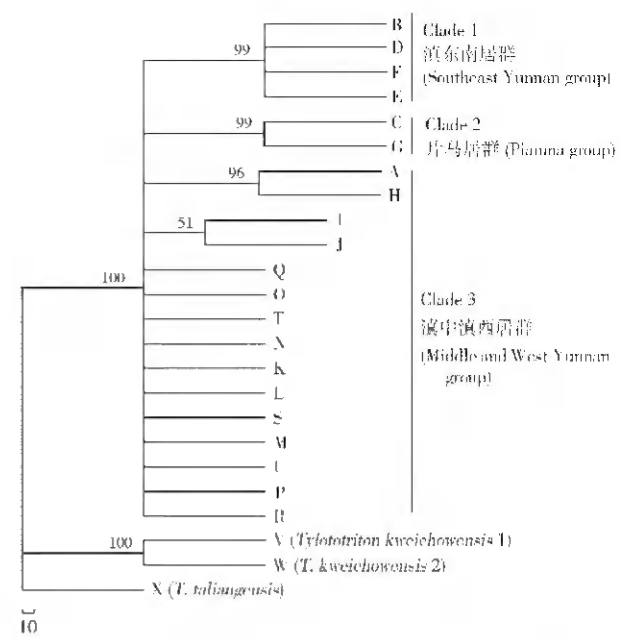 B
99
D
F
E
Clade 1
滇东南居群
(Southeast Yunnan group)
99
C
G
Clade 2
片马居群 (Pianma group)
96
A
H
51
I
J
100
Q
O
T
N
K
L
S
M
U
P
R
Clade 3
滇中滇西居群
(Middle and West Yunnan
group)
100
V (Tylototriton kweichowensis 1)
W (T. kweichowensis 2)
X (T. taliangensis)
10